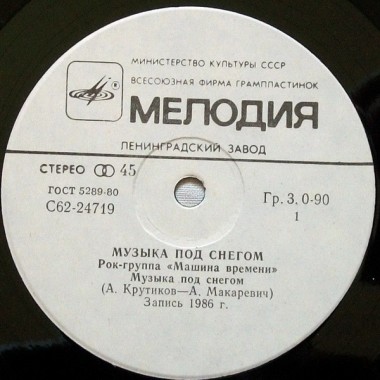 МИНИСТЕРСТВО КУЛЬТУРЫ СССР
ВСЕСОЮЗНАЯ ФИРМА ГРАМПЛАСТИНОК
МЕЛОДИЯ
ЛЕНИНГРАДСКИЙ ЗАВОД
СТЕРЕО 45
ГОСТ 5289-80
С62-24719
Гр. 3, 0-90
1
МУЗЫКА ПОД СНЕГОМ
Рок-группа «Машина времени»
Музыка под снегом
(А. Крутиков—А. Макаревич)
Запись 1986 г.